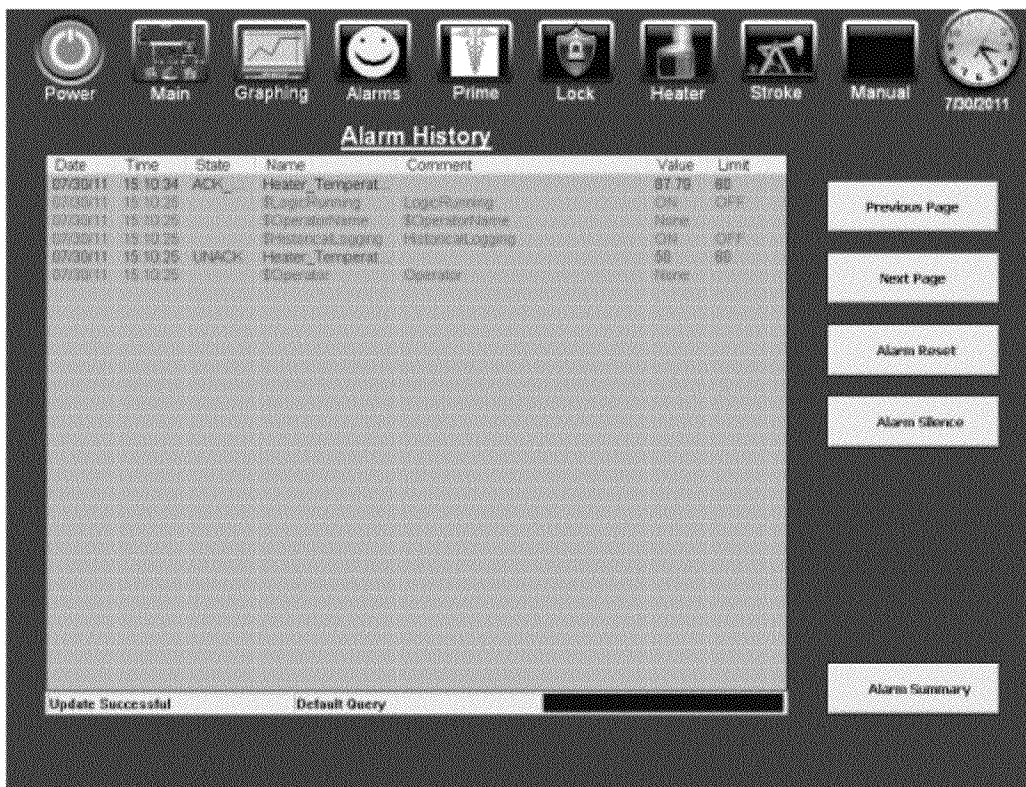 Power Main Graphing Alarms Prime Lock Heater Stroke Manual
7/30/2011
Alarm History
Date Time State Name Comment Value Limit
07/30/11 15:10:34 ACK_ Heater_Temperat... 87.79 60
07/30/11 15:10:25 $LogicRunning LogicRunning ON OFF
07/30/11 15:10:25 $OperatorName $OperatorName None
07/30/11 15:10:25 $HistoricalLogging HistoricalLogging ON OFF
07/30/11 15:10:25 UNACK Heater_Temperat... 60
07/30/11 15:10:25 $Operator Operator None
Previous Page
Next Page
Alarm Reset
Alarm Silence
Alarm Summary
Update Successful Default Query